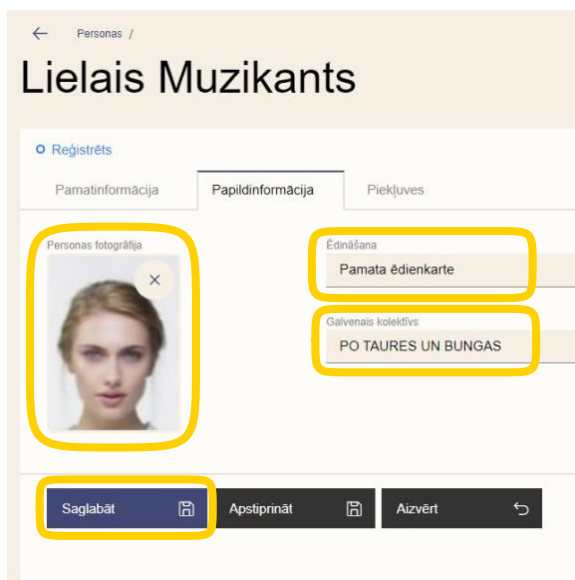 Personas /
Lielais Muzikants
Reģistrēts
Pamatinformācija Papildinformācija Piekļuves
Personas fotogrāfija
Ēdināšana
Pamata ēdienkarte
Galvenais kolektīvs
PO TAURES UN BUNGAS
Saglabāt Apstiprināt Aizvērt